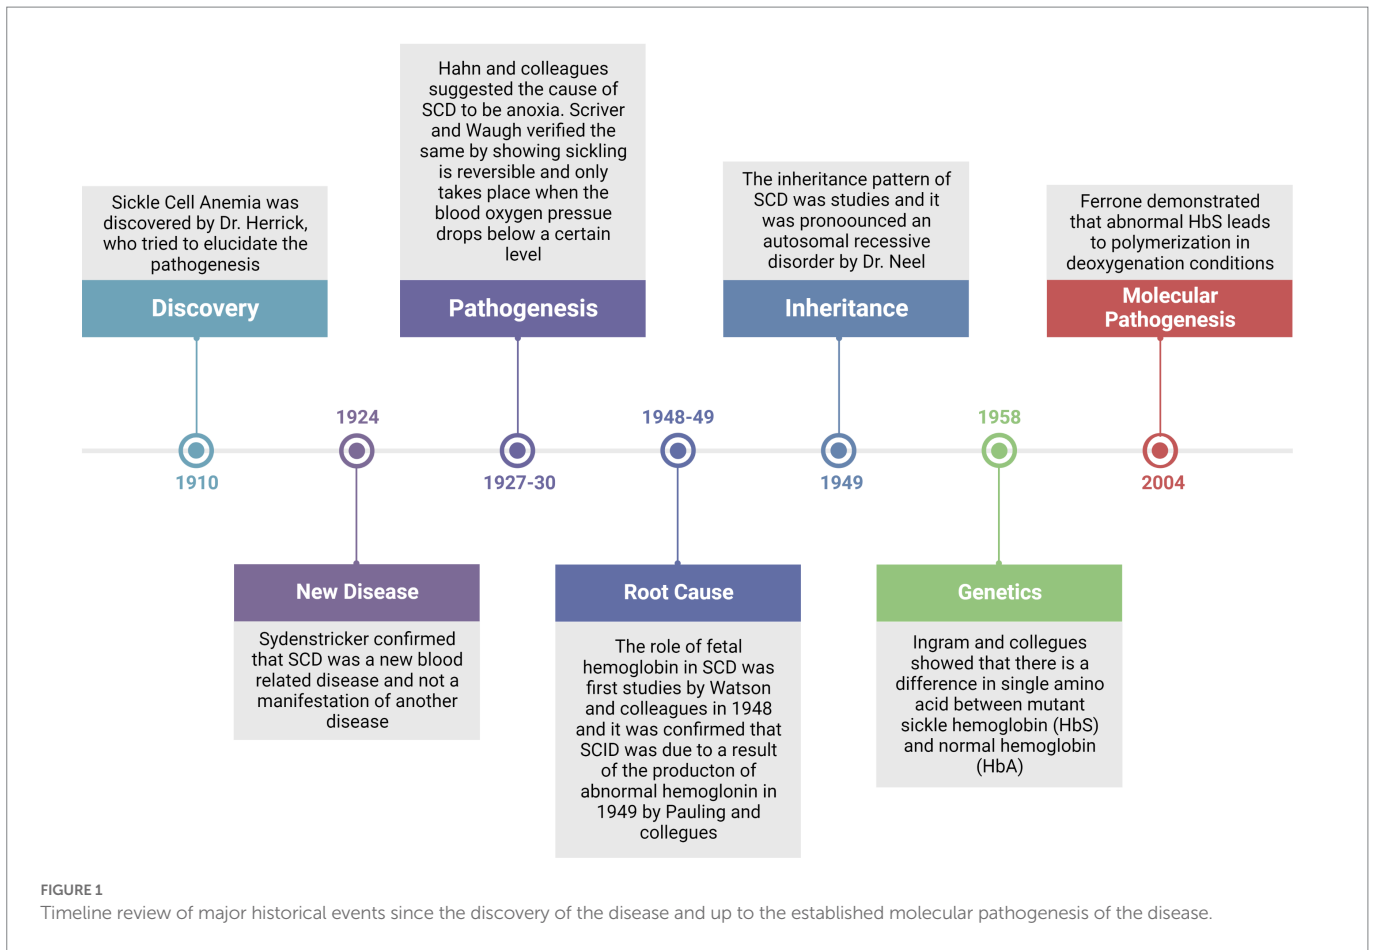 Sickle Cell Anemia was
discovered by Dr. Herrick,
who tried to elucidate the
pathogenesis
Discovery
1910
1924
New Disease
Sydenstricker confirmed
that SCD was a new blood
related disease and not a
manifestation of another
disease
Hahn and colleagues
suggested the cause of
SCD to be anoxia. Scriver
and Waugh verified the
same by showing sickling
is reversible and only
takes place when the
blood oxygen pressue
drops below a certain
level
Pathogenesis
1927-30
1948-49
Root Cause
The role of fetal
hemoglobin in SCD was
first studies by Watson
and colleagues in 1948
and it was confirmed that
SCID was due to a result
of the producton of
abnormal hemoglonin in
1949 by Pauling and
collegues
The inheritance pattern of
SCD was studies and it
was pronoounced an
autosomal recessive
disorder by Dr. Neel
Inheritance
1949
1958
Genetics
Ingram and collegues
showed that there is a
difference in single amino
acid between mutant
sickle hemoglobin (HbS)
and normal hemoglobin
(HbA)
Ferrone demonstrated
that abnormal HbS leads
to polymerization in
deoxygenation conditions
Molecular
Pathogenesis
2004
FIGURE 1
Timeline review of major historical events since the discovery of the disease and up to the established molecular pathogenesis of the disease.